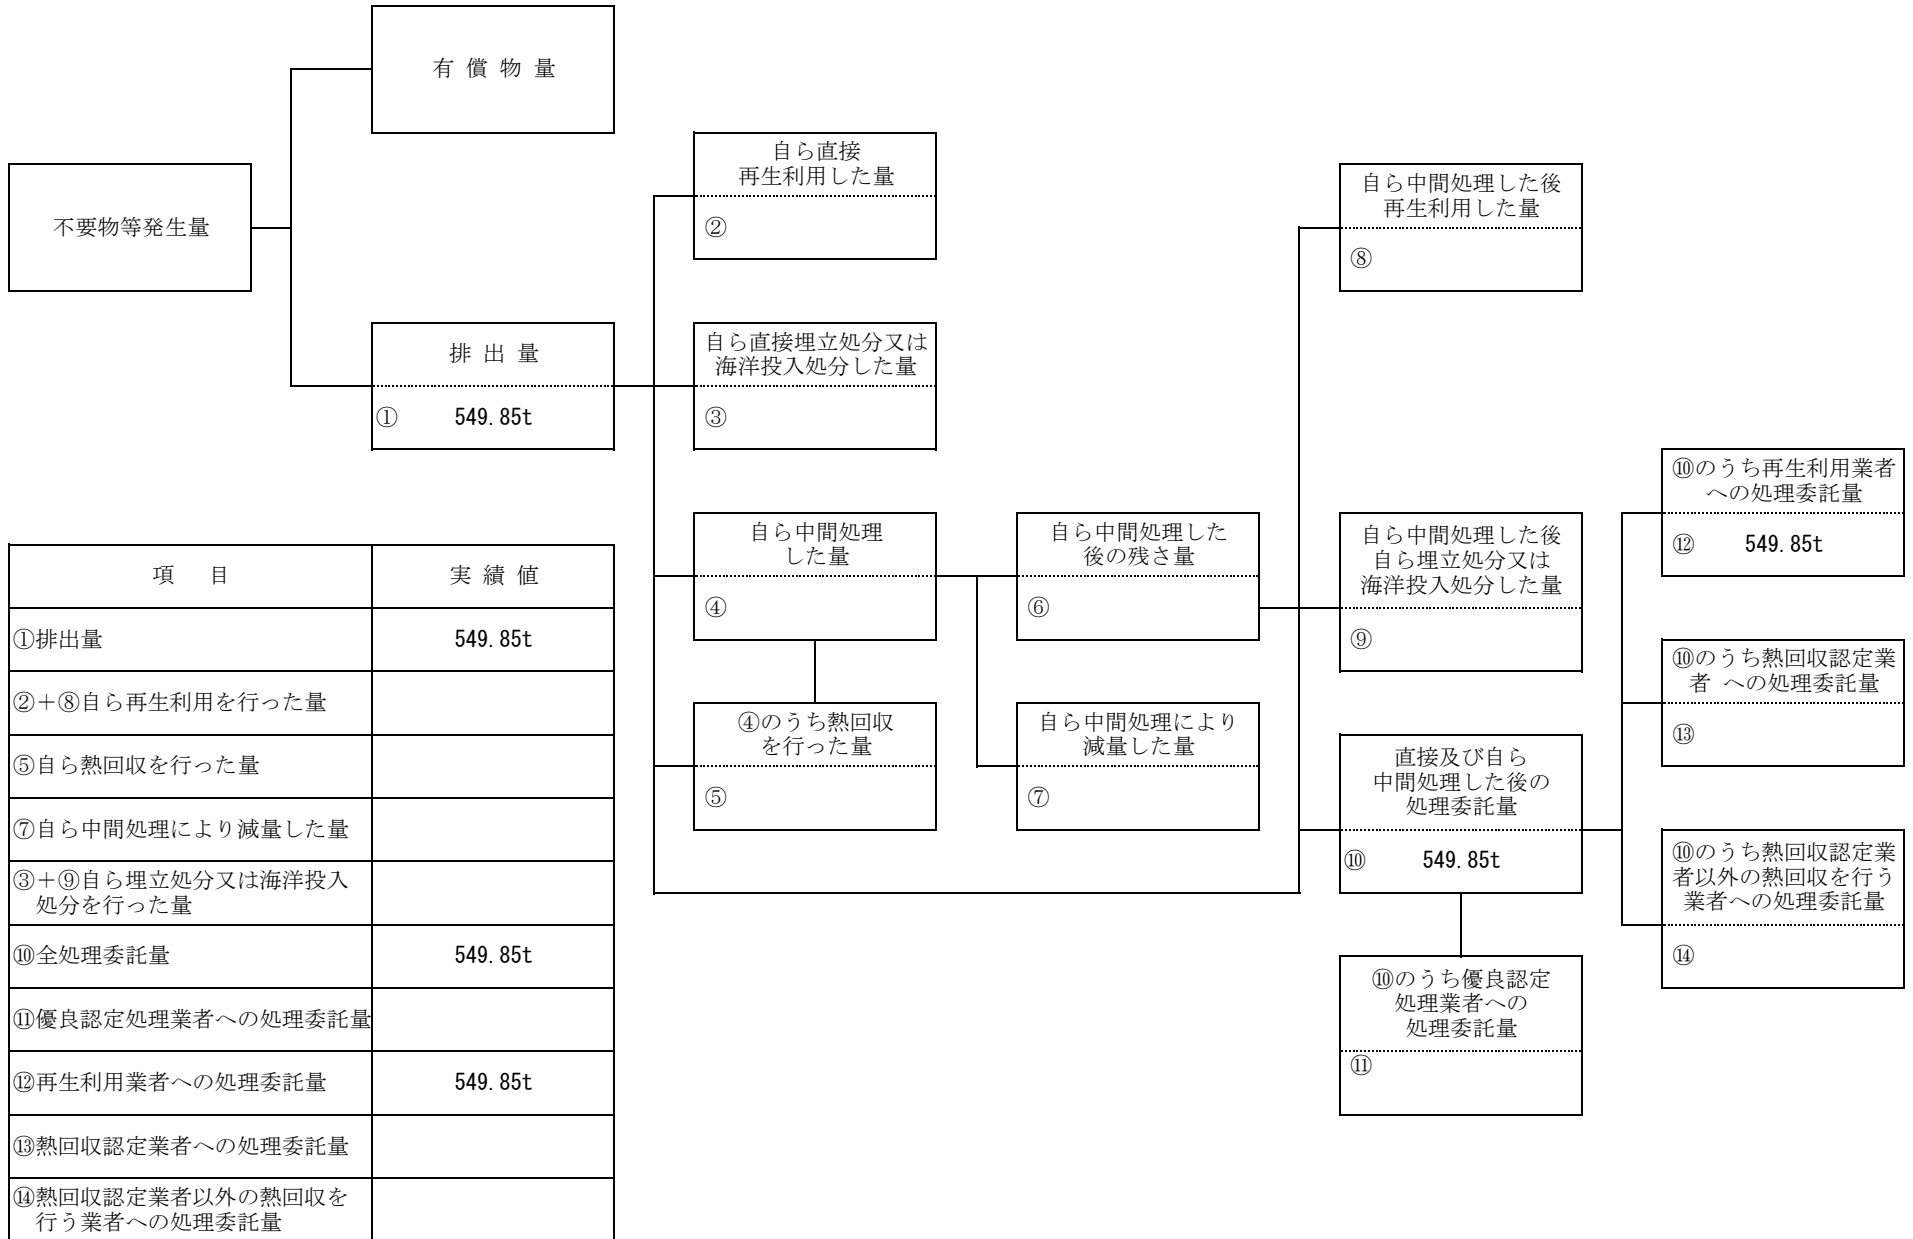 有 償 物 量
不要物等発生量
排 出 量
① 549.85t
自ら直接
再生利用した量
②
自ら直接埋立処分又は
海洋投入処分した量
③
自ら中間処理
した量
④
④のうち熱回収
を行った量
⑤
自ら中間処理した
後の残さ量
⑥
自ら中間処理により
減量した量
⑦
自ら中間処理した後
再生利用した量
⑧
自ら中間処理した後
自ら埋立処分又は
海洋投入処分した量
⑨
直接及び自ら
中間処理した後の
処理委託量
⑩ 549.85t
⑩のうち優良認定
処理業者への
処理委託量
⑪
⑩のうち再生利用業者
への処理委託量
⑫ 549.85t
⑩のうち熱回収認定業
者 への処理委託量
⑬
⑩のうち熱回収認定業
者以外の熱回収を行う
業者への処理委託量
⑭
項 目 実 績 値
①排出量 549.85t
②+⑧自ら再生利用を行った量
⑤自ら熱回収を行った量
⑦自ら中間処理により減量した量
③+⑨自ら埋立処分又は海洋投入
処分を行った量
⑩全処理委託量 549.85t
⑪優良認定処理業者への処理委託量
⑫再生利用業者への処理委託量 549.85t
⑬熱回収認定業者への処理委託量
⑭熱回収認定業者以外の熱回収を
行う業者への処理委託量